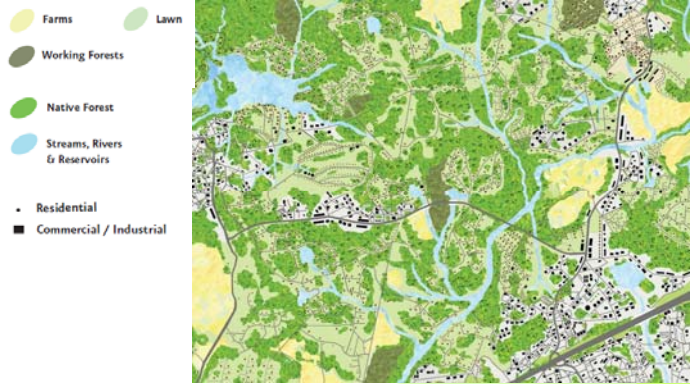 Farms
Lawn
Working Forests
Native Forest
Streams, Rivers
& Reservoirs
Residential
Commercial / Industrial